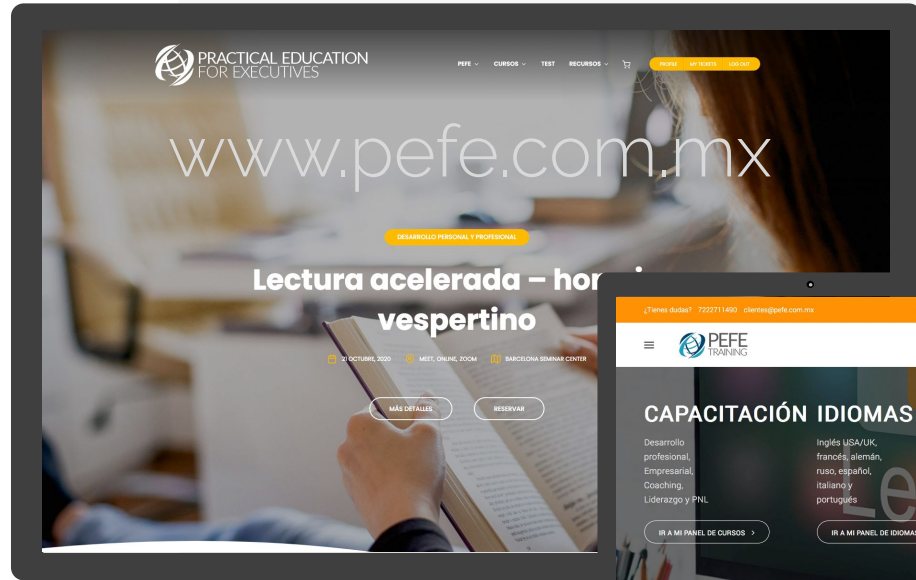 PRACTICAL EDUCATION
FOR EXECUTIVES
PEFE CURSOS TEST RECURSOS PROFILE MY TICKETS LOG OUT
www.pefe.com.mx
DESARROLLO PERSONAL Y PROFESIONAL
Lectura acelerada –
vespertino
21 OCTUBRE, 2020 MEET, ONLINE, ZOOM BARCELONA SEMINAR CENTER
MÁS DETALLES RESERVAR
¿Tienes dudas? 7222711490 clientes@pefe.com.mx
PEFE
TRAINING
CAPACITACIÓN IDIOMAS
Desarrollo
profesional,
Empresarial,
Coaching,
Liderazgo y PNL
IR A MI PANEL DE CURSOS >
Inglés USA/UK,
francés, alemán,
ruso, español,
italiano y
portugués
IR A MI PANEL DE IDIOMAS